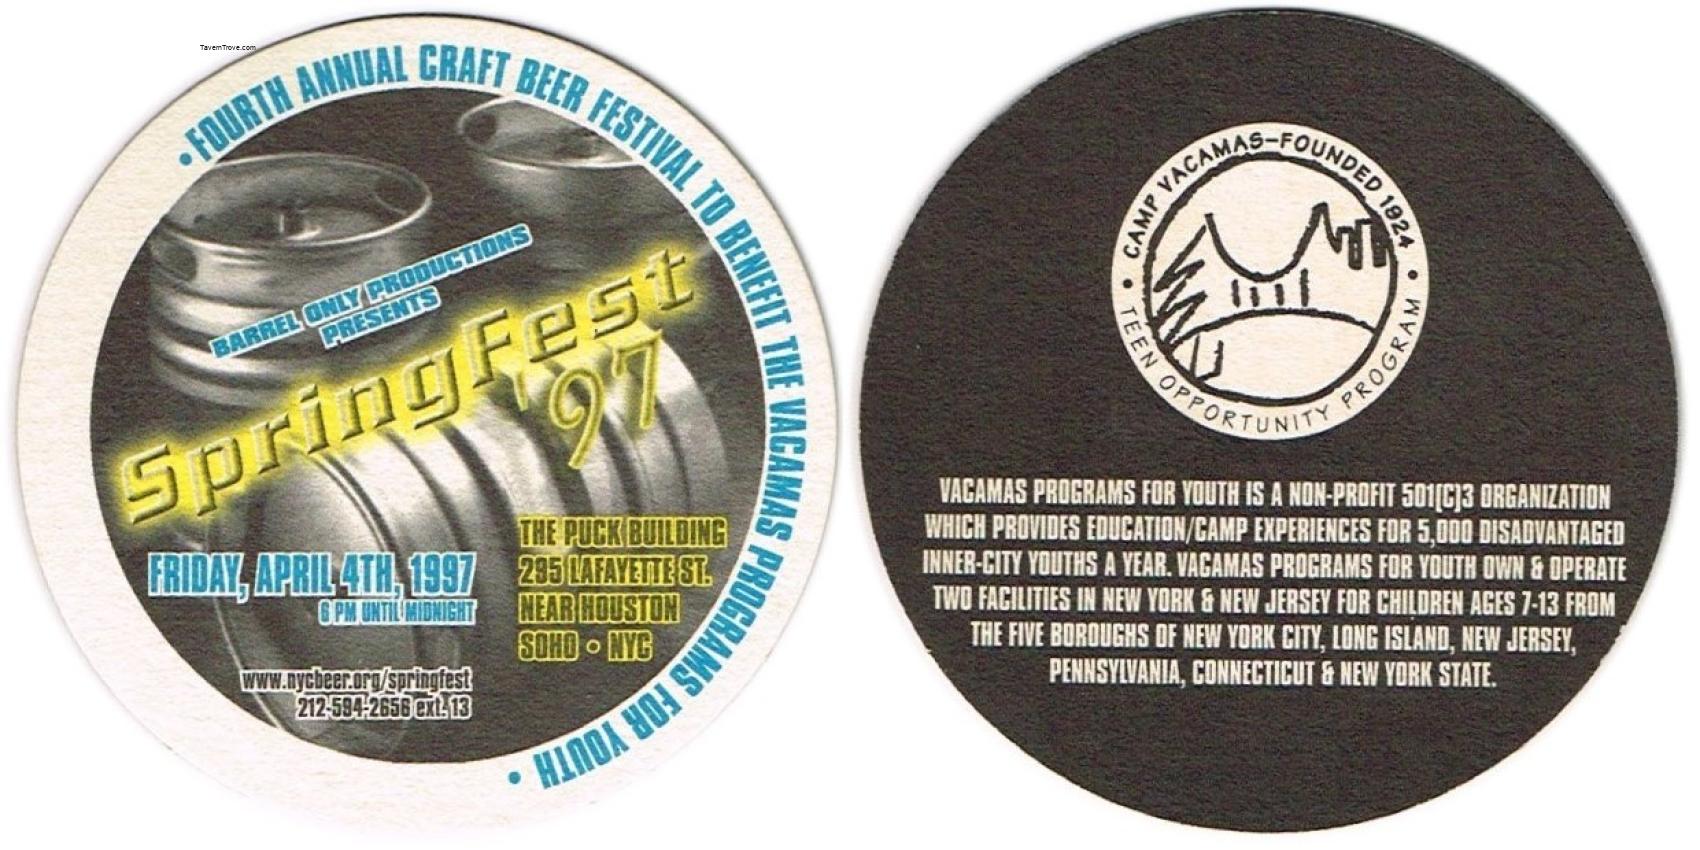 TavernTrove.com
• FOURTH ANNUAL CRAFT BEER FESTIVAL TO BENEFIT THE VACAMAS PROGRAMS FOR YOUTH •
BARREL ONLY PRODUCTIONS
PRESENTS
SpringFest
'97
FRIDAY, APRIL 4TH, 1997
6 PM UNTIL MIDNIGHT
THE PUCK BUILDING
295 LAFAYETTE ST.
NEAR HOUSTON
SOHO • NYC
www.nycbeer.org/springfest
212-594-2656 ext. 13
• CAMP VACAMAS–FOUNDED 1924 •
TEEN OPPORTUNITY PROGRAM
VACAMAS PROGRAMS FOR YOUTH IS A NON-PROFIT 501(C)3 ORGANIZATION
WHICH PROVIDES EDUCATION/CAMP EXPERIENCES FOR 5,000 DISADVANTAGED
INNER-CITY YOUTHS A YEAR. VACAMAS PROGRAMS FOR YOUTH OWN & OPERATE
TWO FACILITIES IN NEW YORK & NEW JERSEY FOR CHILDREN AGES 7-13 FROM
THE FIVE BOROUGHS OF NEW YORK CITY, LONG ISLAND, NEW JERSEY,
PENNSYLVANIA, CONNECTICUT & NEW YORK STATE.